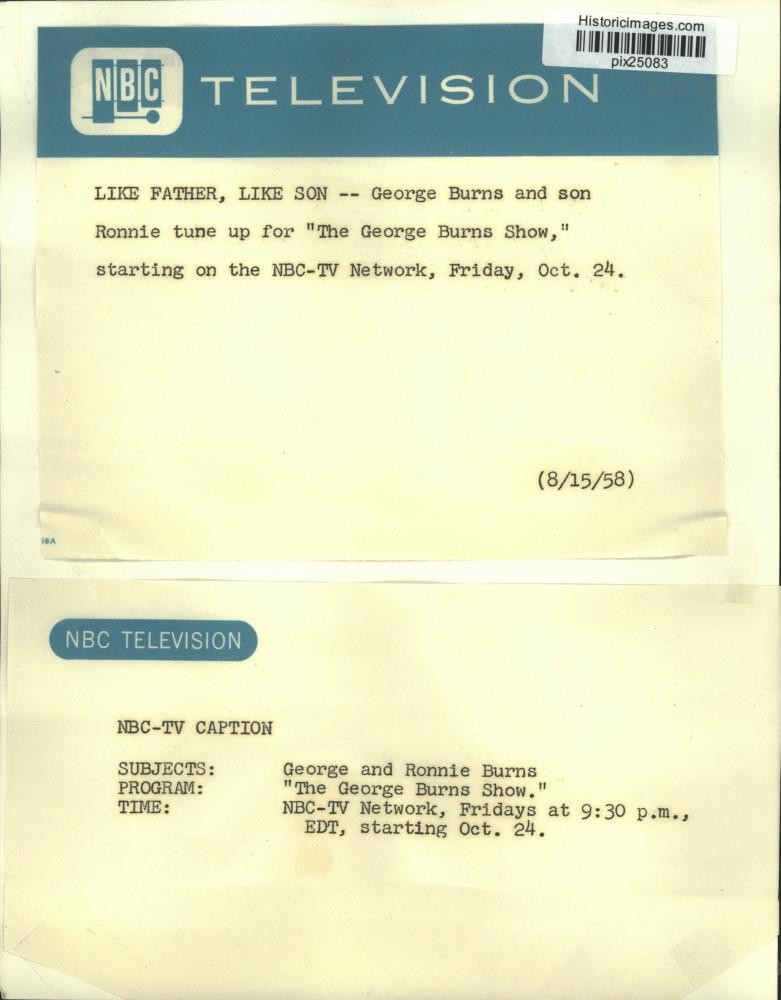 Historicimages.com
pix25083
NBC TELEVISION
LIKE FATHER, LIKE SON -- George Burns and son
Ronnie tune up for "The George Burns Show,"
starting on the NBC-TV Network, Friday, Oct. 24.
(8/15/58)
NBC TELEVISION
NBC-TV CAPTION
SUBJECTS: George and Ronnie Burns
PROGRAM: "The George Burns Show."
TIME: NBC-TV Network, Fridays at 9:30 p.m.,
EDT, starting Oct. 24.